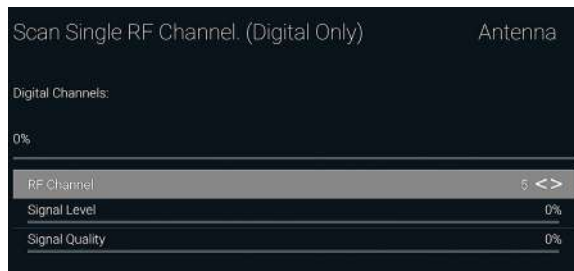 Scan Single RF Channel. (Digital Only) Antenna
Digital Channels:
0%
RF Channel 5 <>
Signal Level 0%
Signal Quality 0%